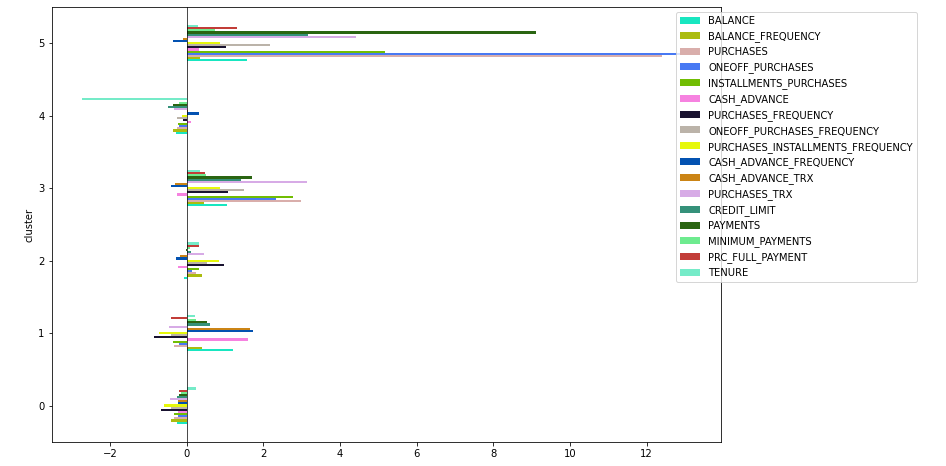 BALANCE
BALANCE_FREQUENCY
PURCHASES
ONEOFF_PURCHASES
INSTALLMENTS_PURCHASES
CASH_ADVANCE
PURCHASES_FREQUENCY
ONEOFF_PURCHASES_FREQUENCY
PURCHASES_INSTALLMENTS_FREQUENCY
CASH_ADVANCE_FREQUENCY
CASH_ADVANCE_TRX
PURCHASES_TRX
CREDIT_LIMIT
PAYMENTS
MINIMUM_PAYMENTS
PRC_FULL_PAYMENT
TENURE
cluster
5
4
3
2
1
0
−2 0 2 4 6 8 10 12